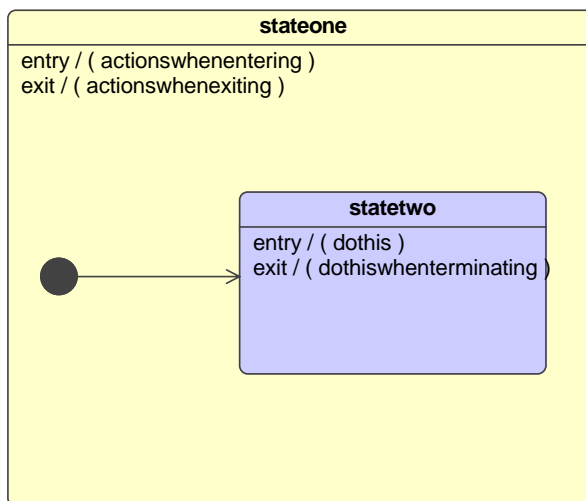 stateone
entry / ( actionswhenentering )
exit / ( actionswhenexiting )
statetwo
entry / ( dothis )
exit / ( dothiswhenterminating )